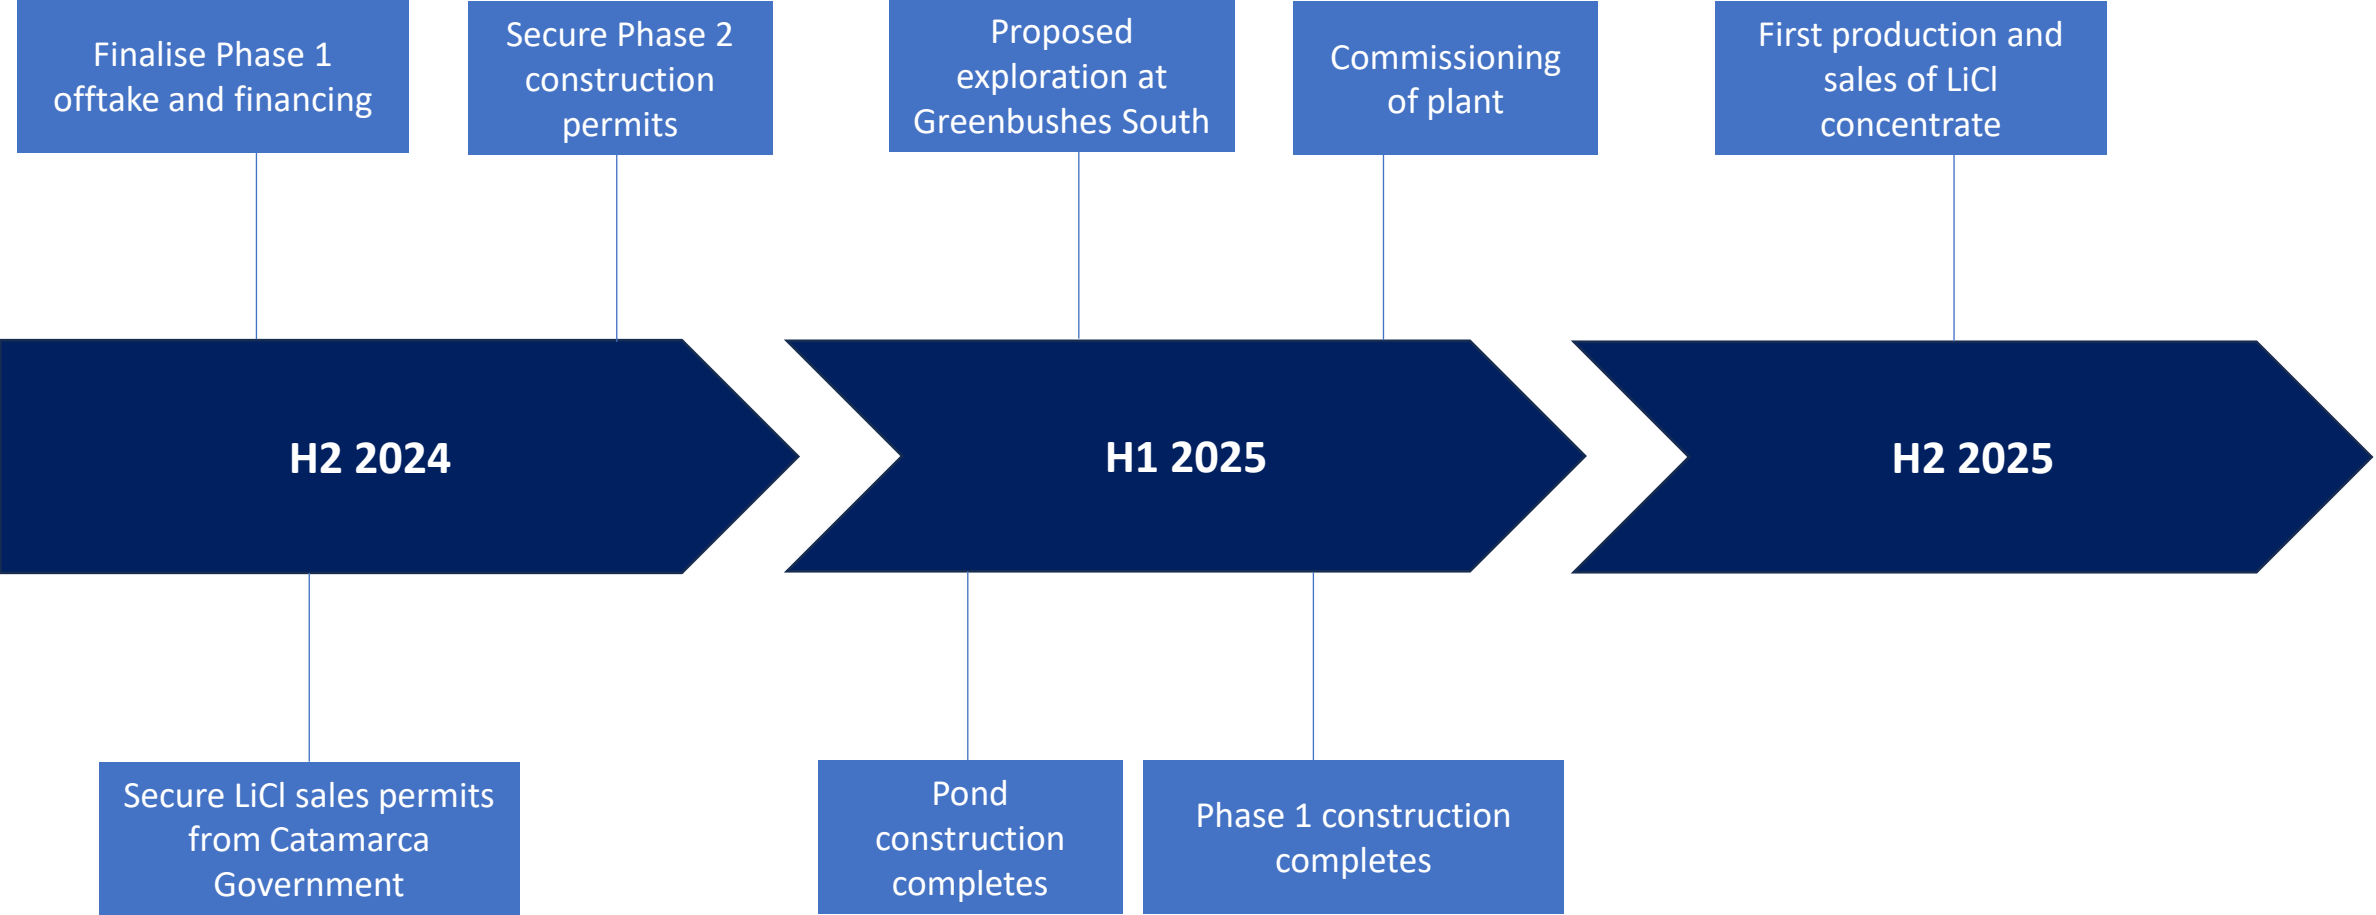 Finalise Phase 1
offtake and financing
Secure Phase 2
construction
permits
Proposed
exploration at
Greenbushes South
Commissioning
of plant
First production and
sales of LiCl
concentrate
H2 2024
H1 2025
H2 2025
Secure LiCl sales permits
from Catamarca
Government
Pond
construction
completes
Phase 1 construction
completes